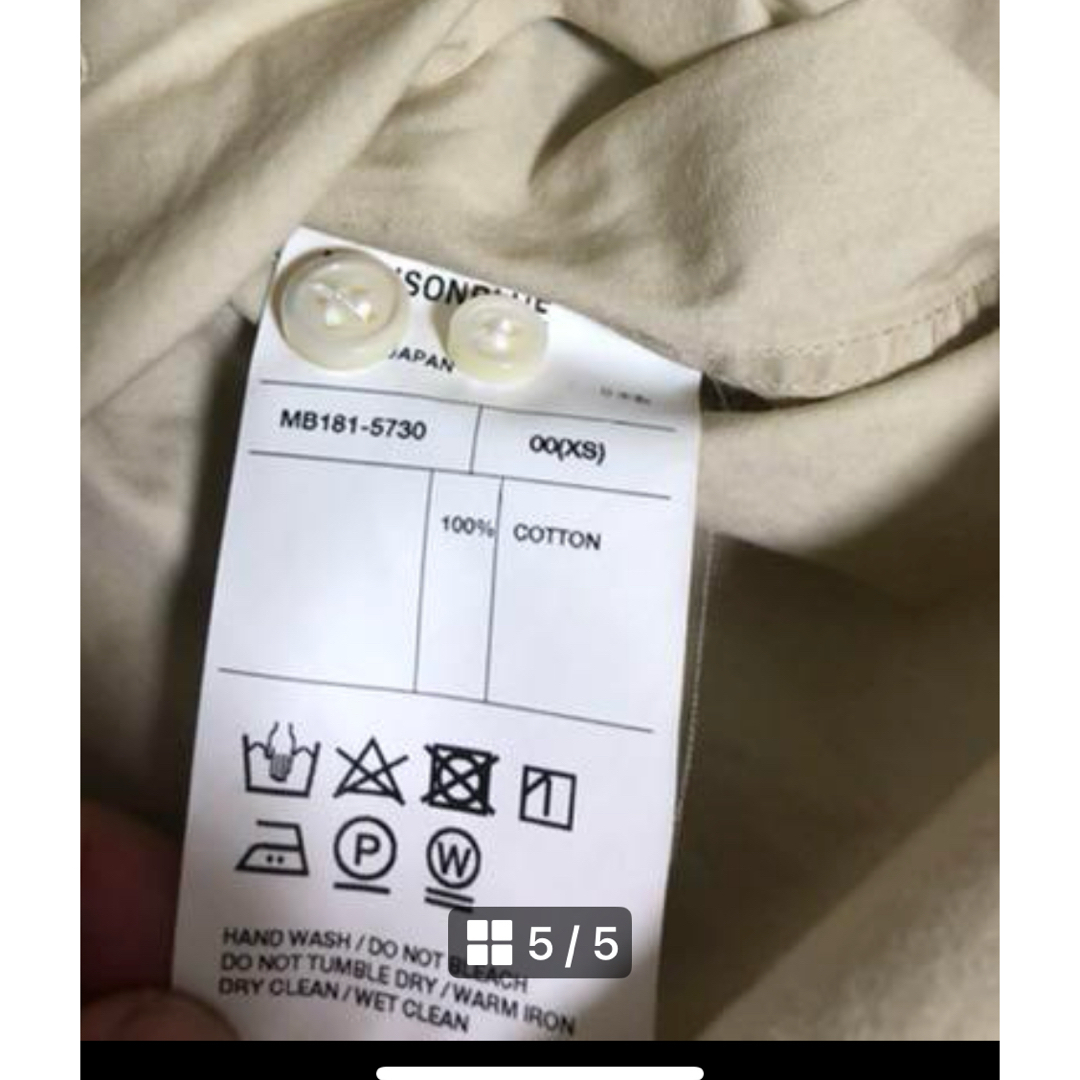 JAPAN
MB181-5730
00(XS)
100%
COTTON
P
W
5 / 5
HAND WASH / DO NOT BLEACH
DO NOT TUMBLE DRY / WARM IRON
DRY CLEAN / WET CLEAN